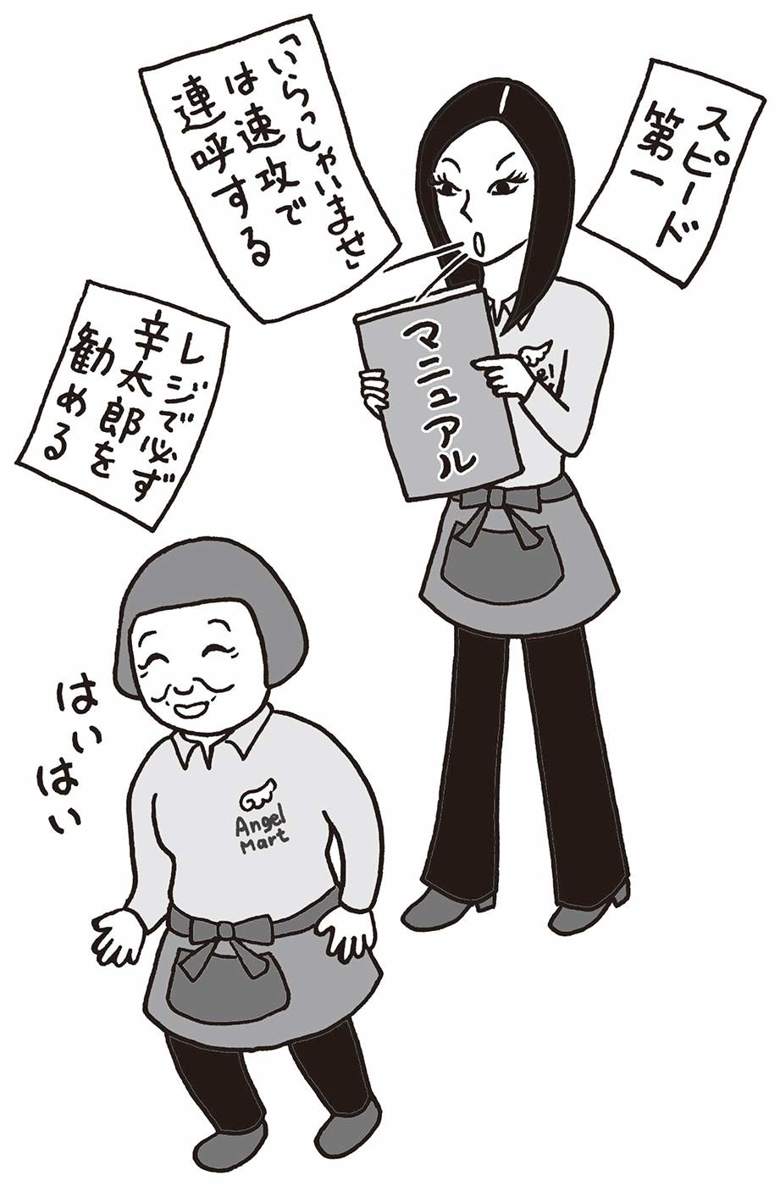 スピード
第一
「いらっしゃいませ」
は速攻で
連呼する
マニュアル
レジで必ず
辛太郎を
勧める
はいはい
Angel
Mart